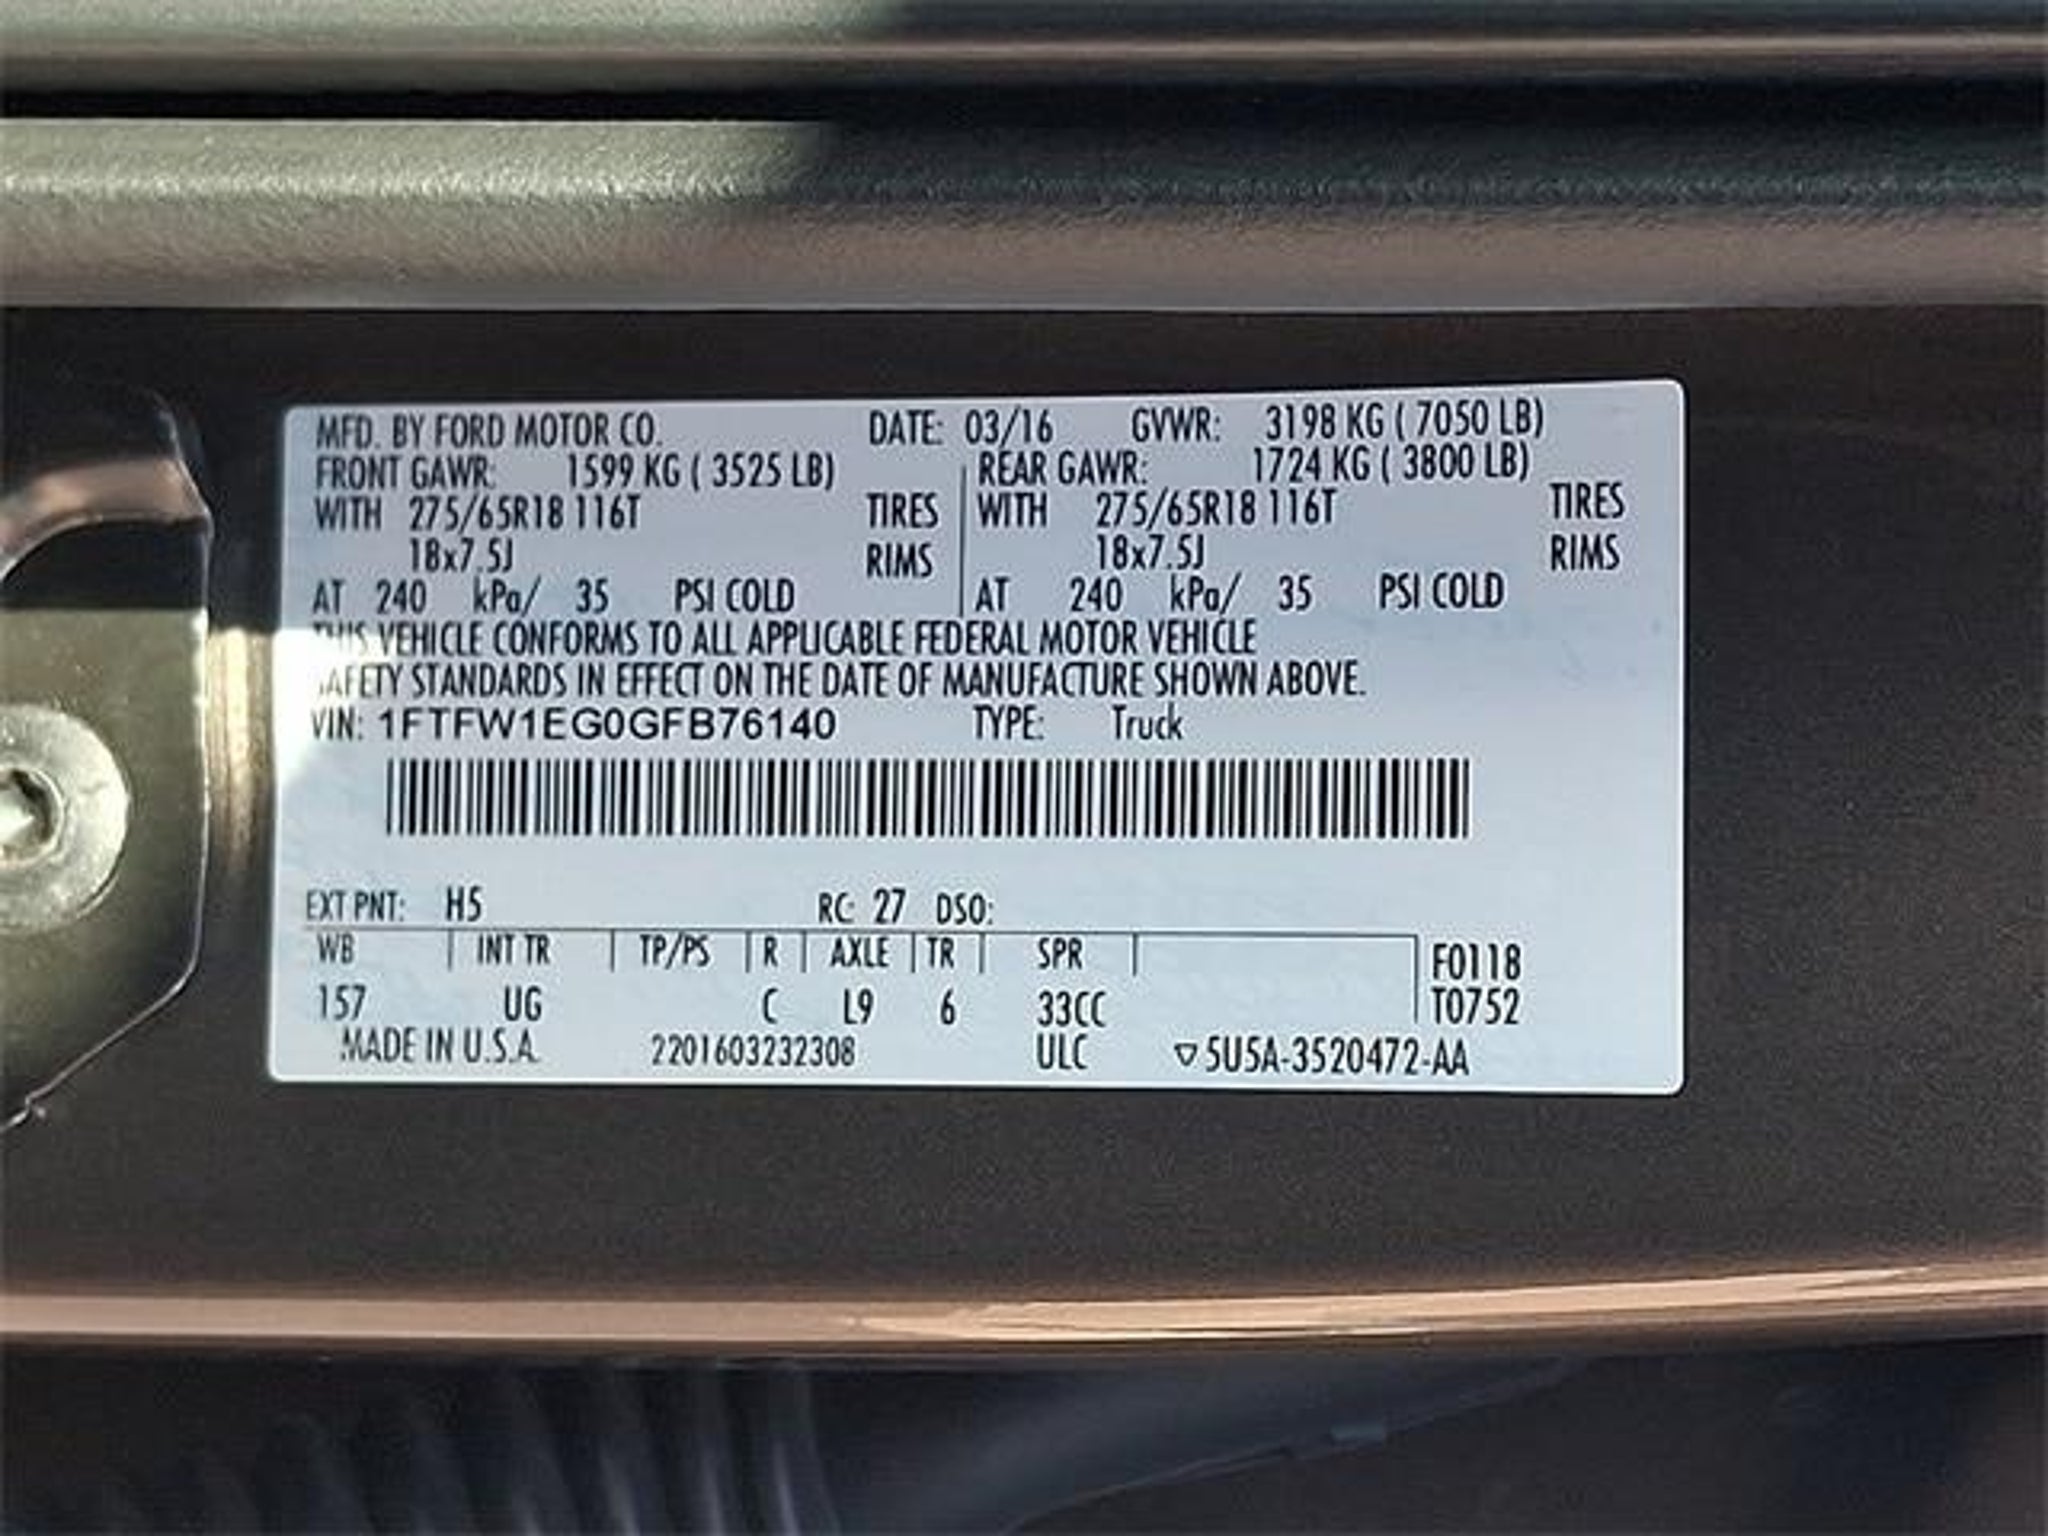 MFD. BY FORD MOTOR CO. DATE: 03/16 GVWR: 3198 KG ( 7050 LB)
FRONT GAWR: 1599 KG ( 3525 LB) REAR GAWR: 1724 KG ( 3800 LB)
WITH 275/65R18 116T TIRES WITH 275/65R18 116T TIRES
18x7.5J RIMS 18x7.5J RIMS
AT 240 kPa/ 35 PSI COLD AT 240 kPa/ 35 PSI COLD
THIS VEHICLE CONFORMS TO ALL APPLICABLE FEDERAL MOTOR VEHICLE
SAFETY STANDARDS IN EFFECT ON THE DATE OF MANUFACTURE SHOWN ABOVE.
VIN: 1FTFW1EG0GFB76140 TYPE: Truck
EXT PNT: H5 RC: 27 DSO:
WB INT TR TP/PS R AXLE TR SPR F0118
157 UG C L9 6 33CC T0752
MADE IN U.S.A. 2201603232308 ULC ▽5U5A-3520472-AA